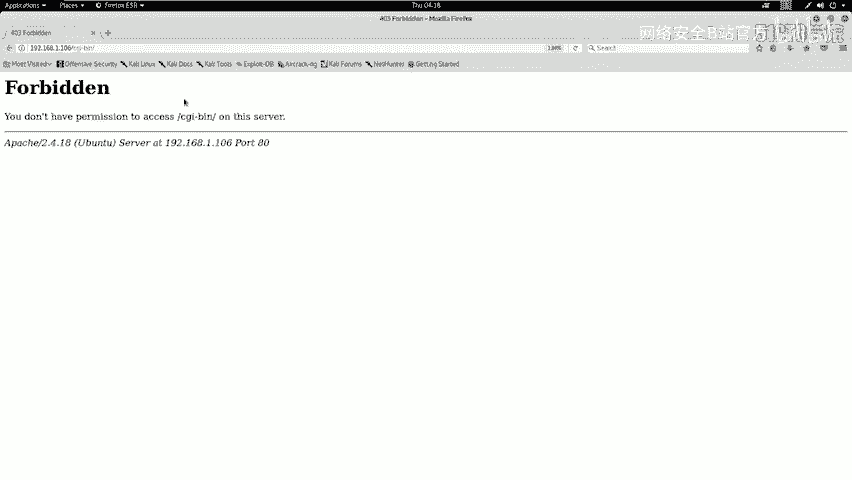 Applications Places Firefox ESR Thu 04:18
403 Forbidden - Mozilla Firefox
403 Forbidden
网络安全B站官方
192.168.1.106/cgi-bin/ Search
Most Visited Offensive Security Kali Linux Kali Docs Kali Tools Exploit-DB Aircrack-ng Kali Forums NetHunter Getting Started
Forbidden
You don't have permission to access /cgi-bin/ on this server.
Apache/2.4.18 (Ubuntu) Server at 192.168.1.106 Port 80